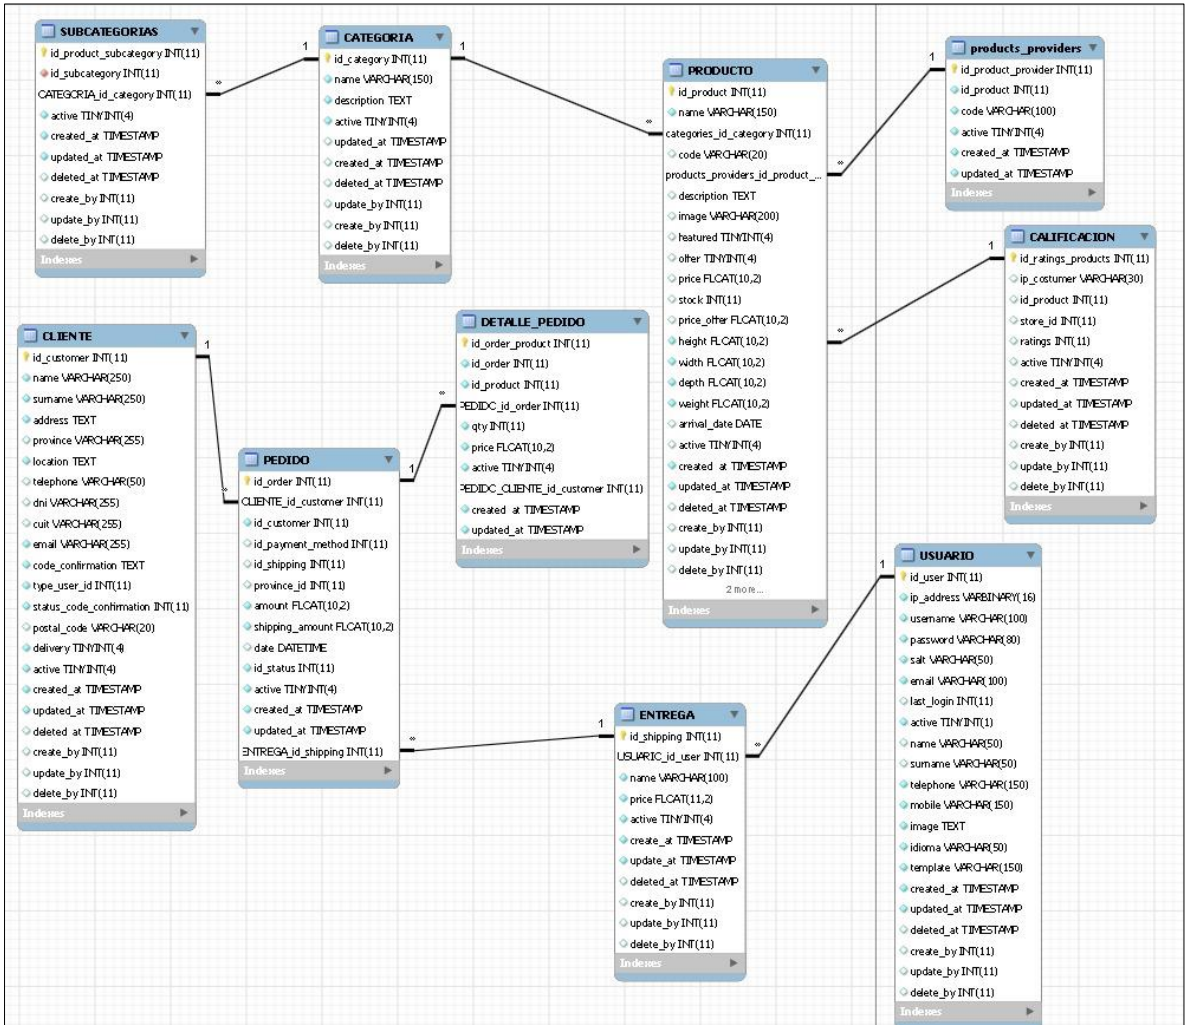 SUBCATEGORIAS
id_product_subcategory INT(11)
id_subcategory INT(11)
CATEGORIA_id_category INT(11)
active TINYINT(4)
created_at TIMESTAMP
updated_at TIMESTAMP
deleted_at TIMESTAMP
create_by INT(11)
update_by INT(11)
delete_by INT(11)
Indexes
1
∞
CATEGORIA
id_category INT(11)
name VARCHAR(150)
description TEXT
active TINYINT(4)
updated_at TIMESTAMP
created_at TIMESTAMP
deleted_at TIMESTAMP
update_by INT(11)
create_by INT(11)
delete_by INT(11)
Indexes
1
∞
PRODUCTO
id_product INT(11)
name VARCHAR(150)
categories_id_category INT(11)
code VARCHAR(20)
products_providers_id_product_...
description TEXT
image VARCHAR(200)
featured TINYINT(4)
offer TINYINT(4)
price FLOAT(10,2)
stock INT(11)
price_offer FLOAT(10,2)
height FLOAT(10,2)
width FLOAT(10,2)
depth FLOAT(10,2)
weight FLOAT(10,2)
arrival_date DATE
active TINYINT(4)
created_at TIMESTAMP
updated_at TIMESTAMP
deleted_at TIMESTAMP
create_by INT(11)
update_by INT(11)
delete_by INT(11)
2 more...
Indexes
1
∞
products_providers
id_product_provider INT(11)
id_product INT(11)
code VARCHAR(100)
active TINYINT(4)
created_at TIMESTAMP
updated_at TIMESTAMP
Indexes
1
∞
CALIFICACION
id_ratings_products INT(11)
ip_costumer VARCHAR(30)
id_product INT(11)
store_id INT(11)
ratings INT(11)
active TINYINT(4)
created_at TIMESTAMP
updated_at TIMESTAMP
deleted_at TIMESTAMP
create_by INT(11)
update_by INT(11)
delete_by INT(11)
Indexes
CLIENTE
id_customer INT(11)
name VARCHAR(250)
surname VARCHAR(250)
address TEXT
province VARCHAR(255)
location TEXT
telephone VARCHAR(50)
dni VARCHAR(255)
cuit VARCHAR(255)
email VARCHAR(255)
code_confirmation TEXT
type_user_id INT(11)
status_code_confirmation INT(11)
postal_code VARCHAR(20)
delivery TINYINT(4)
active TINYINT(4)
created_at TIMESTAMP
updated_at TIMESTAMP
deleted_at TIMESTAMP
create_by INT(11)
update_by INT(11)
delete_by INT(11)
Indexes
1
∞
PEDIDO
id_order INT(11)
CLIENTE_id_customer INT(11)
id_customer INT(11)
id_payment_method INT(11)
id_shipping INT(11)
province_id INT(11)
amount FLOAT(10,2)
shipping_amount FLOAT(10,2)
date DATETIME
id_status INT(11)
active TINYINT(4)
created_at TIMESTAMP
updated_at TIMESTAMP
ENTREGA_id_shipping INT(11)
Indexes
1
∞
DETALLE_PEDIDO
id_order_product INT(11)
id_order INT(11)
id_product INT(11)
PEDIDO_id_order INT(11)
qty INT(11)
price FLOAT(10,2)
active TINYINT(4)
PEDIDO_CLIENTE_id_customer INT(11)
created_at TIMESTAMP
updated_at TIMESTAMP
Indexes
∞
1
ENTREGA
id_shipping INT(11)
USUARIO_id_user INT(11)
name VARCHAR(100)
price FLOAT(11,2)
active TINYINT(4)
create_at TIMESTAMP
update_at TIMESTAMP
deleted_at TIMESTAMP
create_by INT(11)
update_by INT(11)
delete_by INT(11)
Indexes
∞
1
USUARIO
id_user INT(11)
ip_address VARBINARY(16)
username VARCHAR(100)
password VARCHAR(80)
salt VARCHAR(50)
email VARCHAR(100)
last_login INT(11)
active TINYINT(1)
name VARCHAR(50)
surname VARCHAR(50)
telephone VARCHAR(150)
mobile VARCHAR(150)
image TEXT
idioma VARCHAR(50)
template VARCHAR(150)
created_at TIMESTAMP
updated_at TIMESTAMP
deleted_at TIMESTAMP
create_by INT(11)
update_by INT(11)
delete_by INT(11)
Indexes